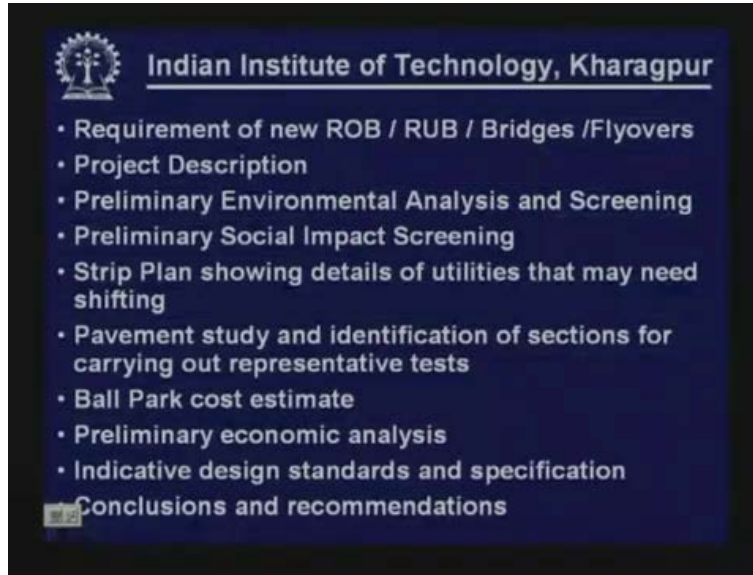 Indian Institute of Technology, Kharagpur
• Requirement of new ROB / RUB / Bridges /Flyovers
• Project Description
• Preliminary Environmental Analysis and Screening
• Preliminary Social Impact Screening
• Strip Plan showing details of utilities that may need
shifting
• Pavement study and identification of sections for
carrying out representative tests
• Ball Park cost estimate
• Preliminary economic analysis
• Indicative design standards and specification
Conclusions and recommendations